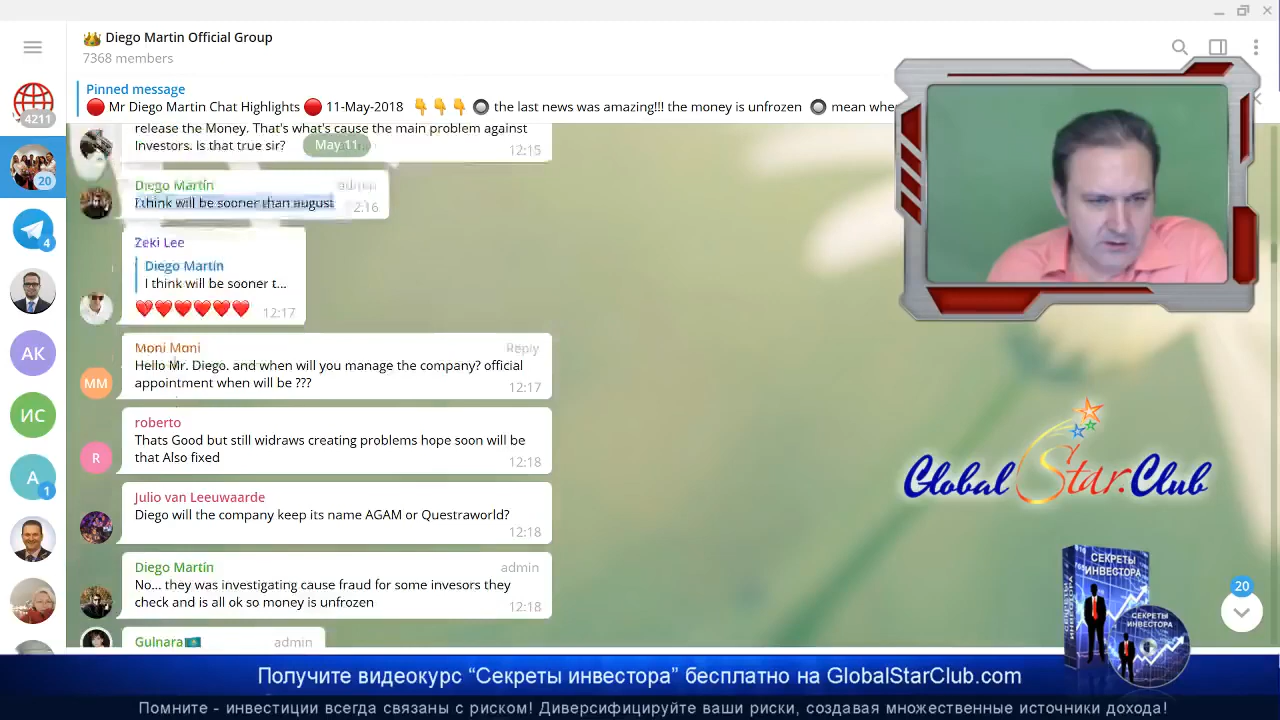 Diego Martin Official Group
7368 members
Pinned message
🔴 Mr Diego Martin Chat Highlights 🔴 11-May-2018 👇👇👇 🔘 the last news was amazing!!! the money is unfrozen 🔘 mean whe
4211
20
4
АК
ИС
A
1
release the Money. That's what's cause the main problem against
Investors. Is that true sir?
May 11
12:15
Diego Martín
admin
I think will be sooner than august
2:16
Zeki Lee
Diego Martín
I think will be sooner t...
❤️❤️❤️❤️❤️❤️ 12:17
Moni Moni
Reply
MM
Hello Mr. Diego. and when will you manage the company? official
appointment when will be ???
12:17
roberto
R
Thats Good but still widraws creating problems hope soon will be
that Also fixed
12:18
Julio van Leeuwaarde
Diego will the company keep its name AGAM or Questraworld?
12:18
Diego Martín
admin
No... they was investigating cause fraud for some invesors they
check and is all ok so money is unfrozen
12:18
Gulnara🇰🇿
admin
Global Star.Club
СЕКРЕТЫ
ИНВЕСТОРА
СЕКРЕТЫ
ИНВЕСТОРА
20
Получите видеокурс “Секреты инвестора” бесплатно на GlobalStarClub.com
Помните - инвестиции всегда связаны с риском! Диверсифицируйте ваши риски, создавая множественные источники дохода!